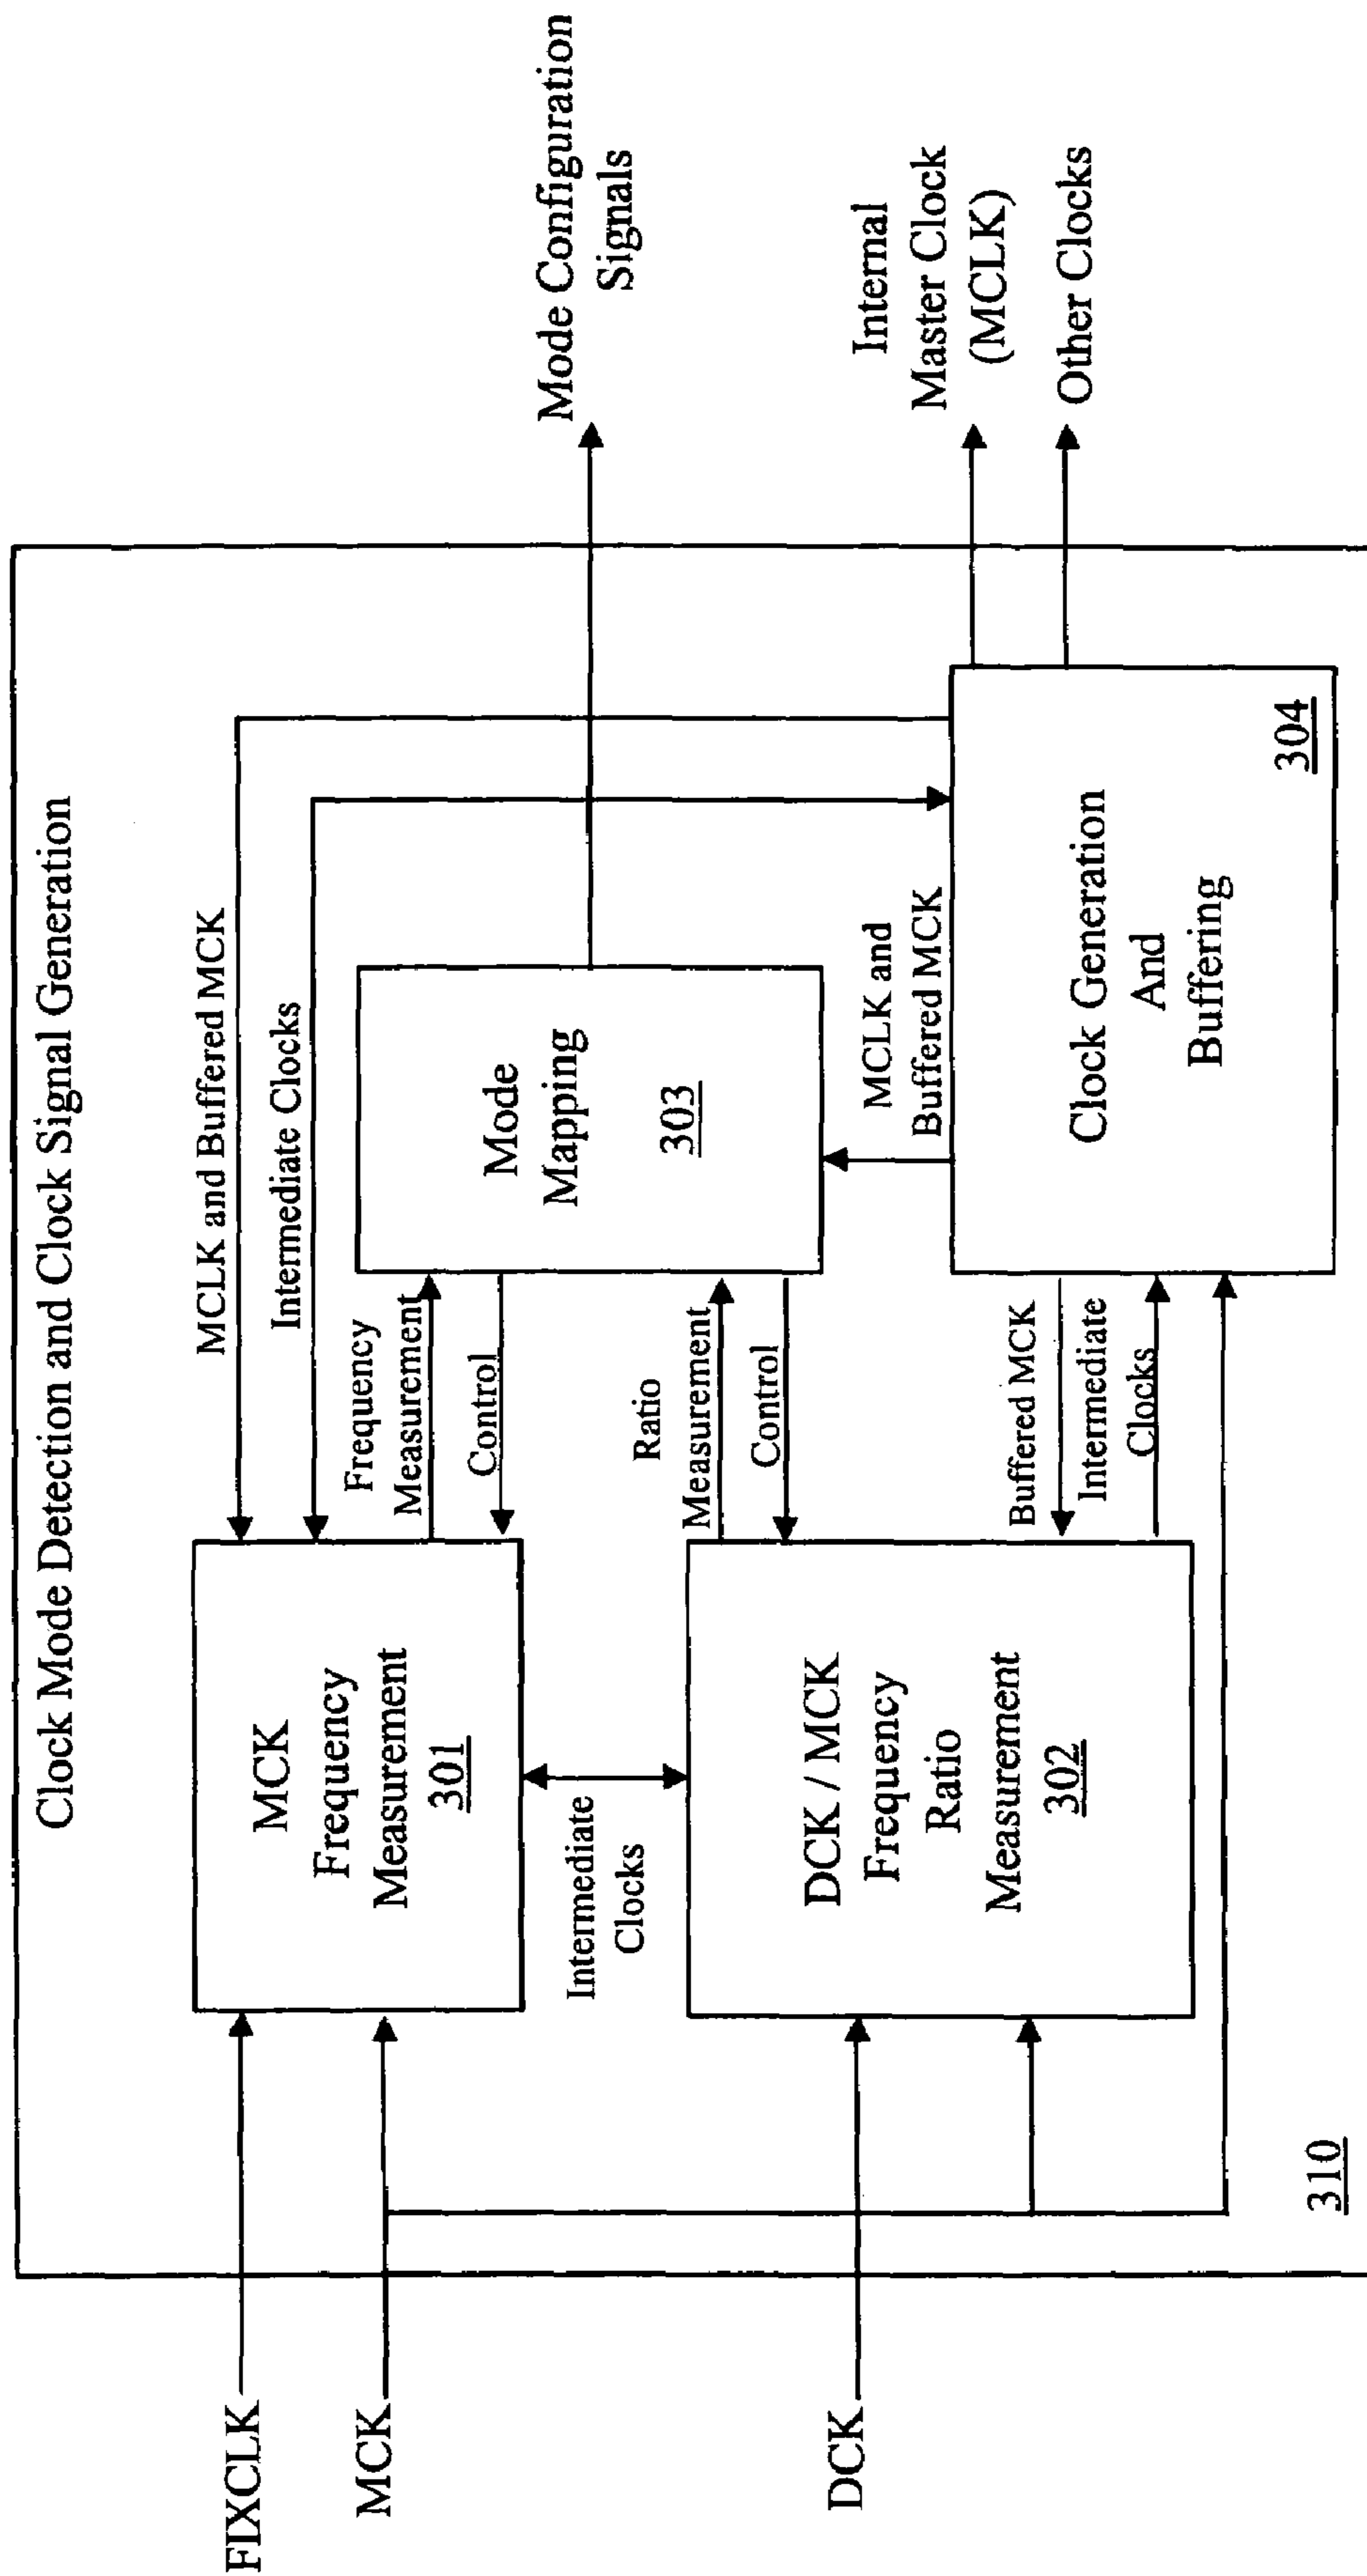 Clock Mode Detection and Clock Signal Generation
FIXCLK
MCK
DCK
MCK
Frequency
Measurement
301
Intermediate
Clocks
DCK / MCK
Frequency
Ratio
Measurement
302
MCLK and Buffered MCK
Intermediate Clocks
Frequency
Measurement
Control
Ratio
Measurement
Control
Buffered MCK
Intermediate
Clocks
Mode
Mapping
303
MCLK and
Buffered MCK
Clock Generation
And
Buffering
304
Mode Configuration
Signals
Internal
Master Clock
(MCLK)
Other Clocks
310